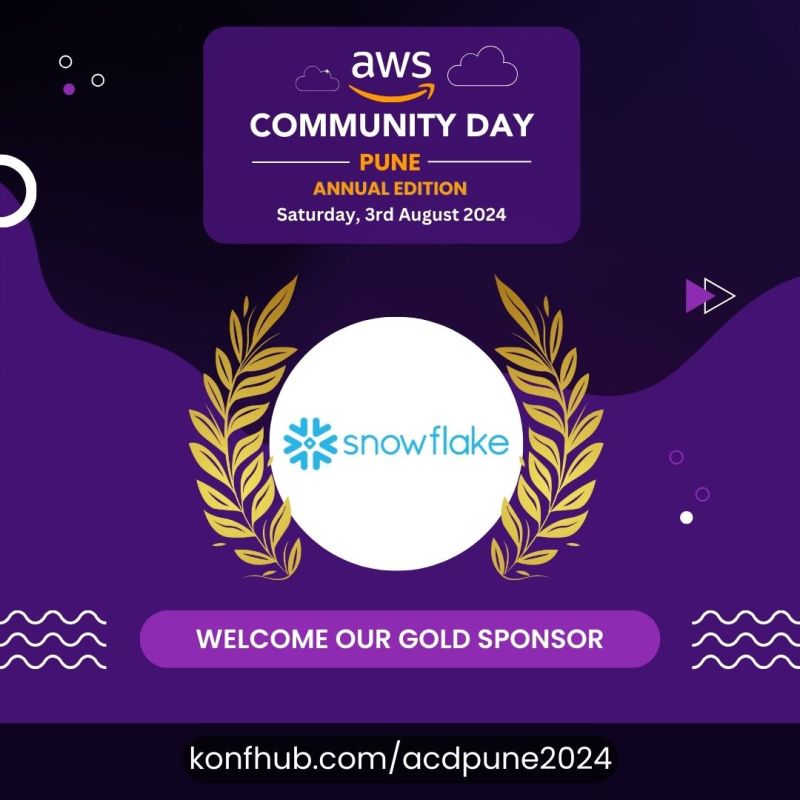 aws
COMMUNITY DAY
PUNE
ANNUAL EDITION
Saturday, 3rd August 2024
snowflake
WELCOME OUR GOLD SPONSOR
konfhub.com/acdpune2024